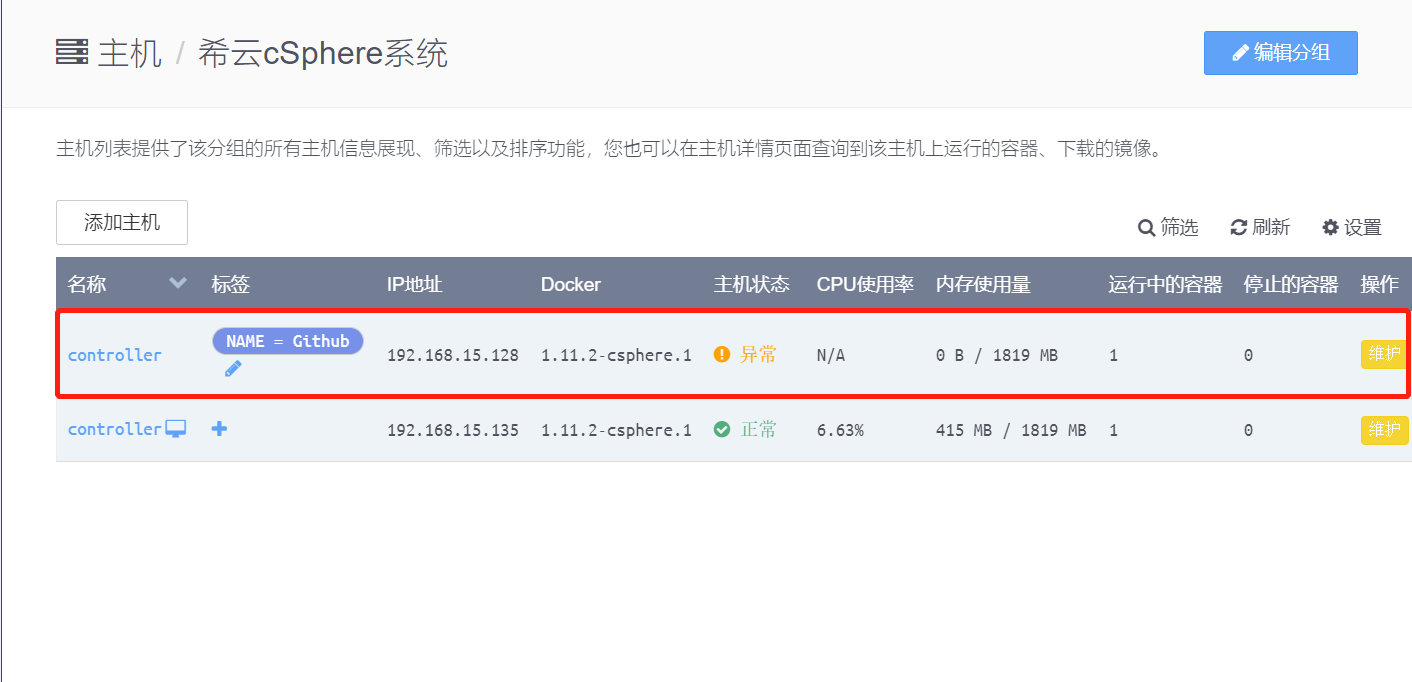 主机 / 希云cSphere系统
编辑分组
主机列表提供了该分组的所有主机信息展现、筛选以及排序功能，您也可以在主机详情页面查询到该主机上运行的容器、下载的镜像。
添加主机
筛选 刷新 设置
名称 标签 IP地址 Docker 主机状态 CPU使用率 内存使用量 运行中的容器 停止的容器 操作
controller NAME = Github 192.168.15.128 1.11.2-csphere.1 异常 N/A 0 B / 1819 MB 1 0 维护
controller 192.168.15.135 1.11.2-csphere.1 正常 6.63% 415 MB / 1819 MB 1 0 维护